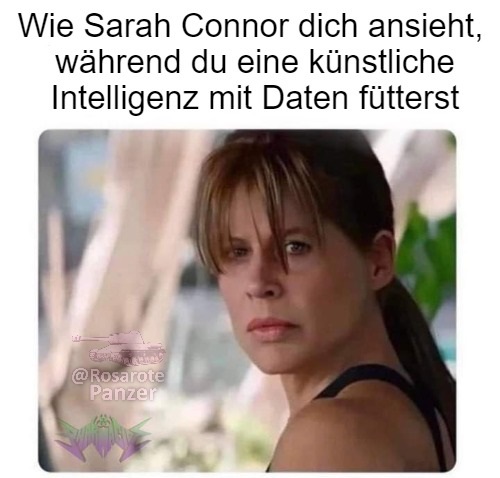 Wie Sarah Connor dich ansieht,
während du eine künstliche
Intelligenz mit Daten fütterst
@Rosarote
Panzer